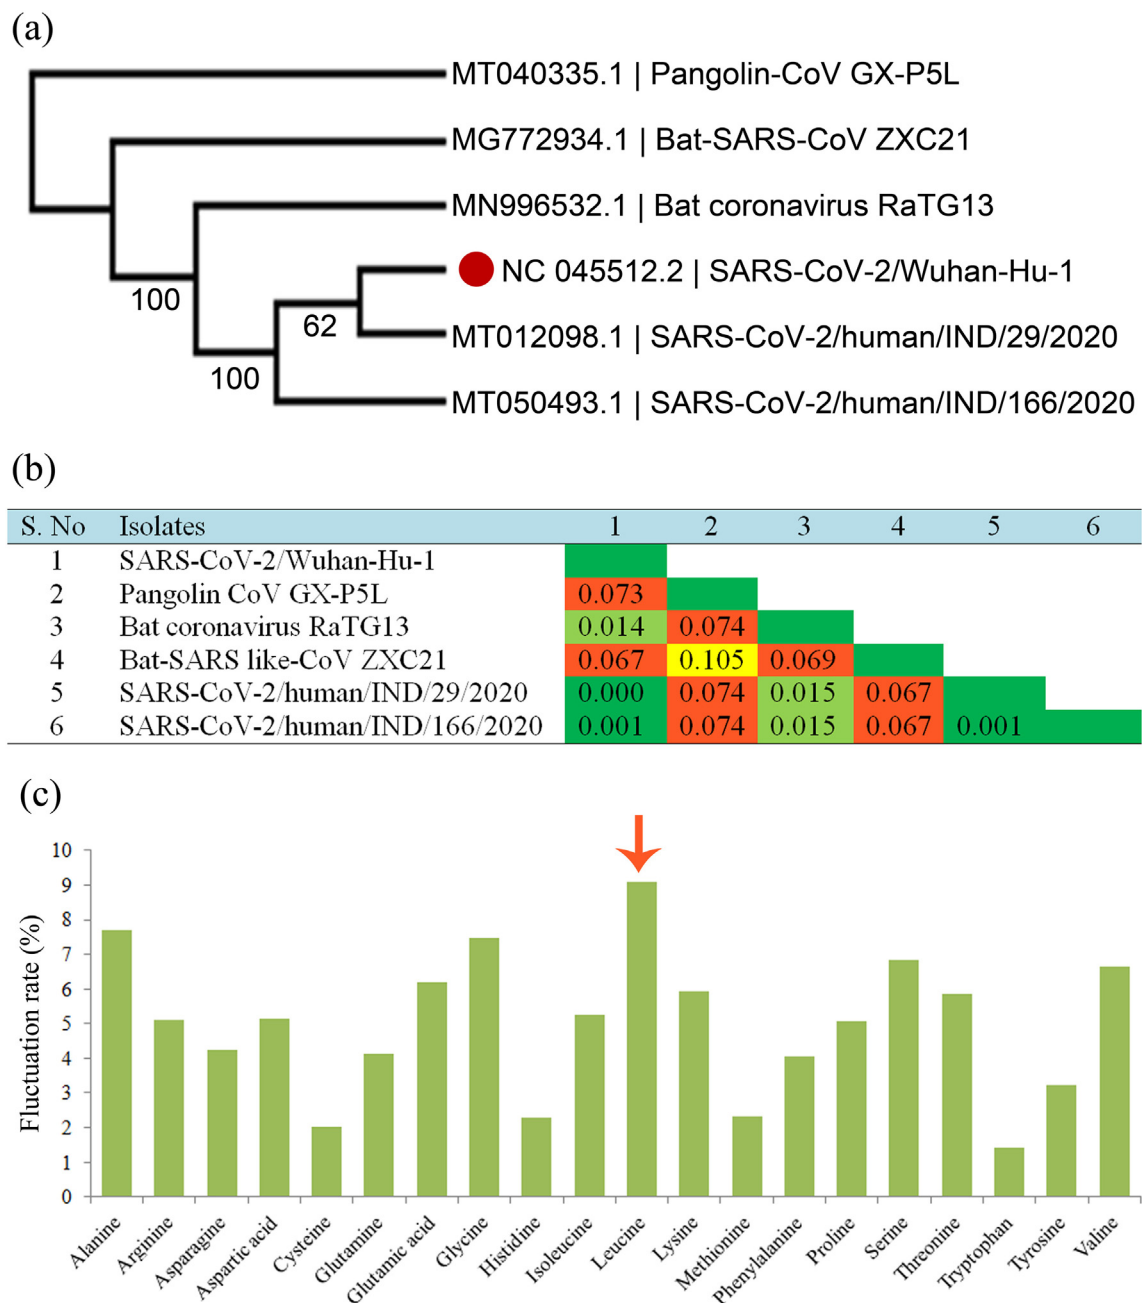 (a)
MT040335.1 | Pangolin-CoV GX-P5L
MG772934.1 | Bat-SARS-CoV ZXC21
MN996532.1 | Bat coronavirus RaTG13
NC 045512.2 | SARS-CoV-2/Wuhan-Hu-1
100
62
MT012098.1 | SARS-CoV-2/human/IND/29/2020
100
MT050493.1 | SARS-CoV-2/human/IND/166/2020
(b)
S. No Isolates 1 2 3 4 5 6
1 SARS-CoV-2/Wuhan-Hu-1
2 Pangolin CoV GX-P5L 0.073
3 Bat coronavirus RaTG13 0.014 0.074
4 Bat-SARS like-CoV ZXC21 0.067 0.105 0.069
5 SARS-CoV-2/human/IND/29/2020 0.000 0.074 0.015 0.067
6 SARS-CoV-2/human/IND/166/2020 0.001 0.074 0.015 0.067 0.001
(c)
Fluctuation rate (%)
10
9
8
7
6
5
4
3
2
1
0
Alanine
Arginine
Asparagine
Aspartic acid
Cysteine
Glutamine
Glutamic acid
Glycine
Histidine
Isoleucine
Leucine
Lysine
Methionine
Phenylalanine
Proline
Serine
Threonine
Tryptophan
Tyrosine
Valine